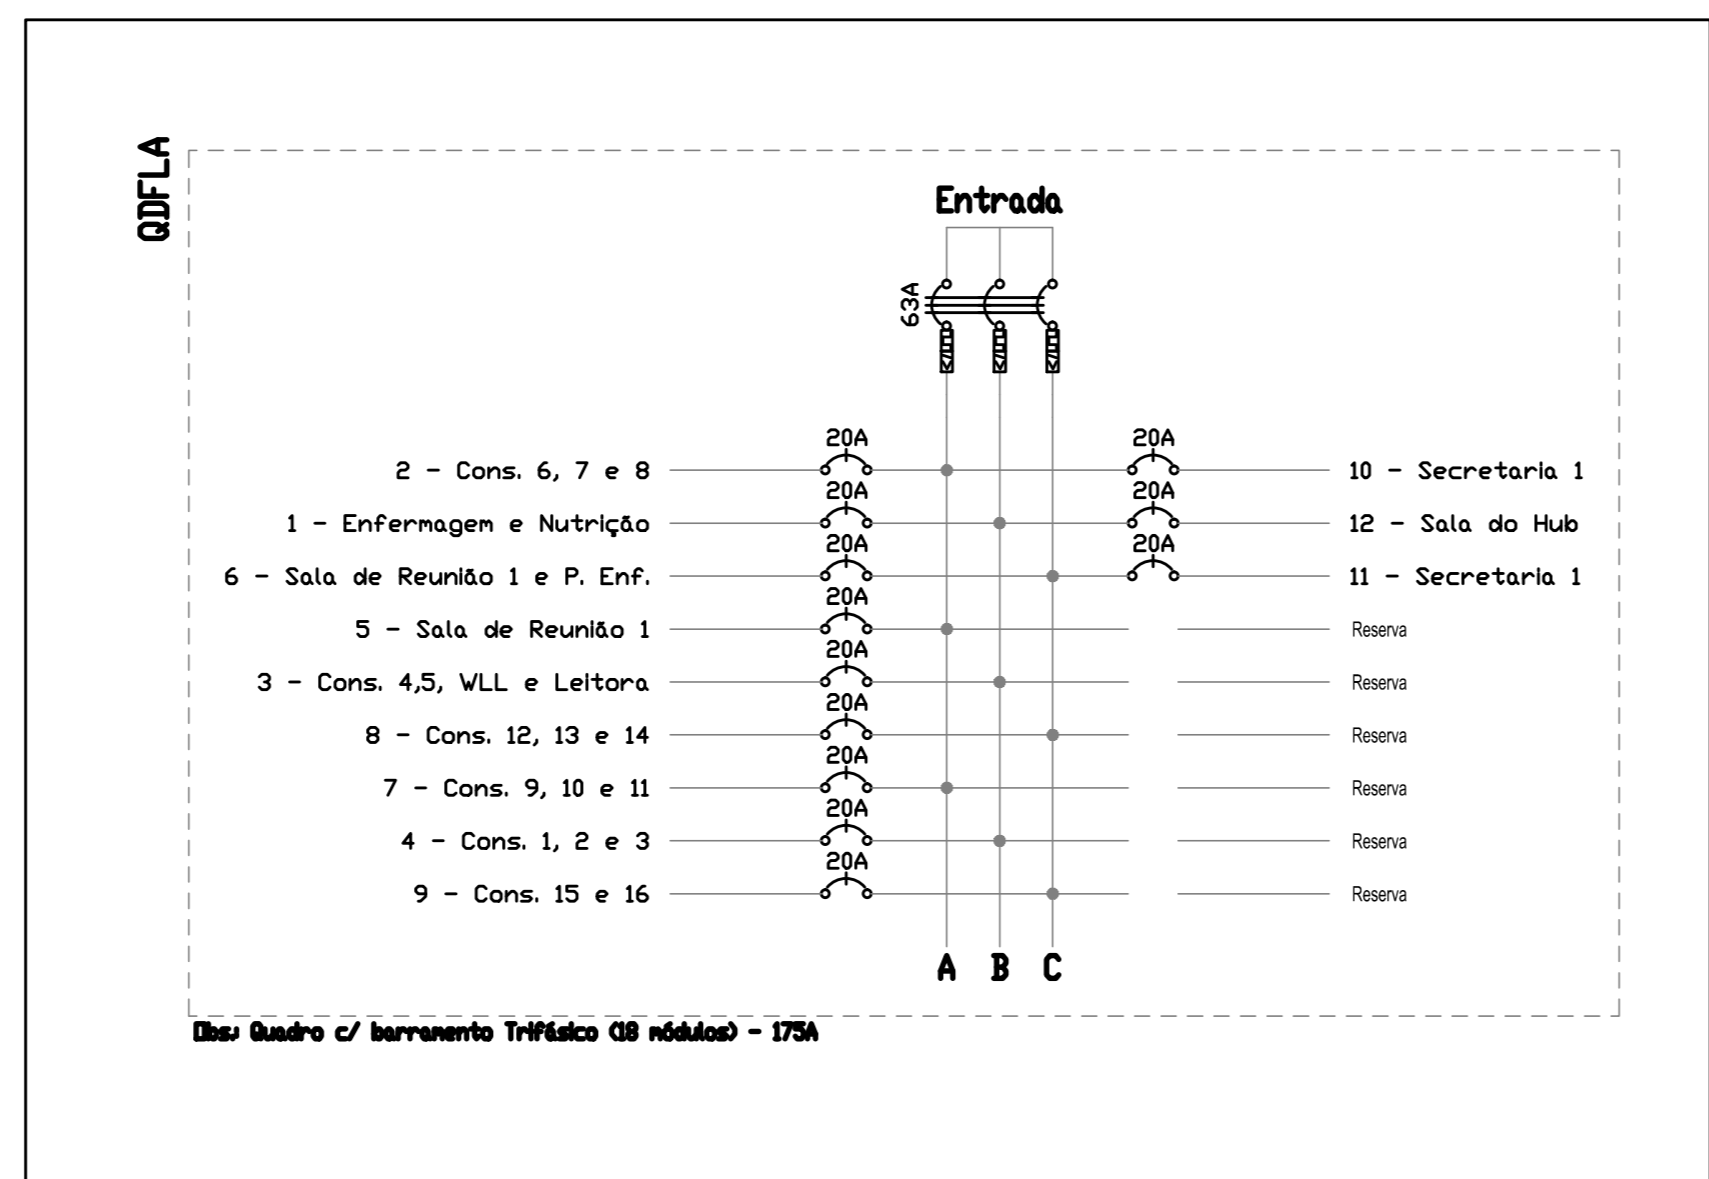 QDFLA
Entrada
63A
20A 20A
2 - Cons. 6, 7 e 8 10 - Secretaria 1
20A 20A
1 - Enfermagem e Nutrição 12 - Sala do Hub
20A 20A
6 - Sala de Reunião 1 e P. Enf. 11 - Secretaria 1
20A
5 - Sala de Reunião 1 Reserva
20A
3 - Cons. 4,5, WLL e Leitora Reserva
20A
8 - Cons. 12, 13 e 14 Reserva
20A
7 - Cons. 9, 10 e 11 Reserva
20A
4 - Cons. 1, 2 e 3 Reserva
20A
9 - Cons. 15 e 16 Reserva
A B C
Obs: Quadro c/ barramento Trifásico (18 módulos) - 175A